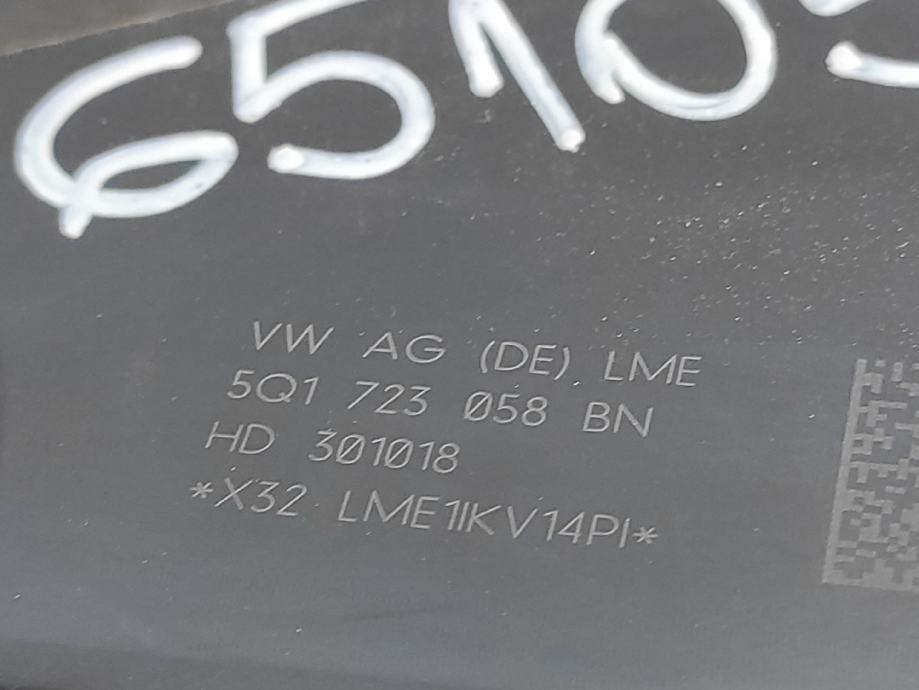 6510
VW AG (DE) LME
5Q1 723 058 BN
HD 301018
*X32 LME1IKV14PI*